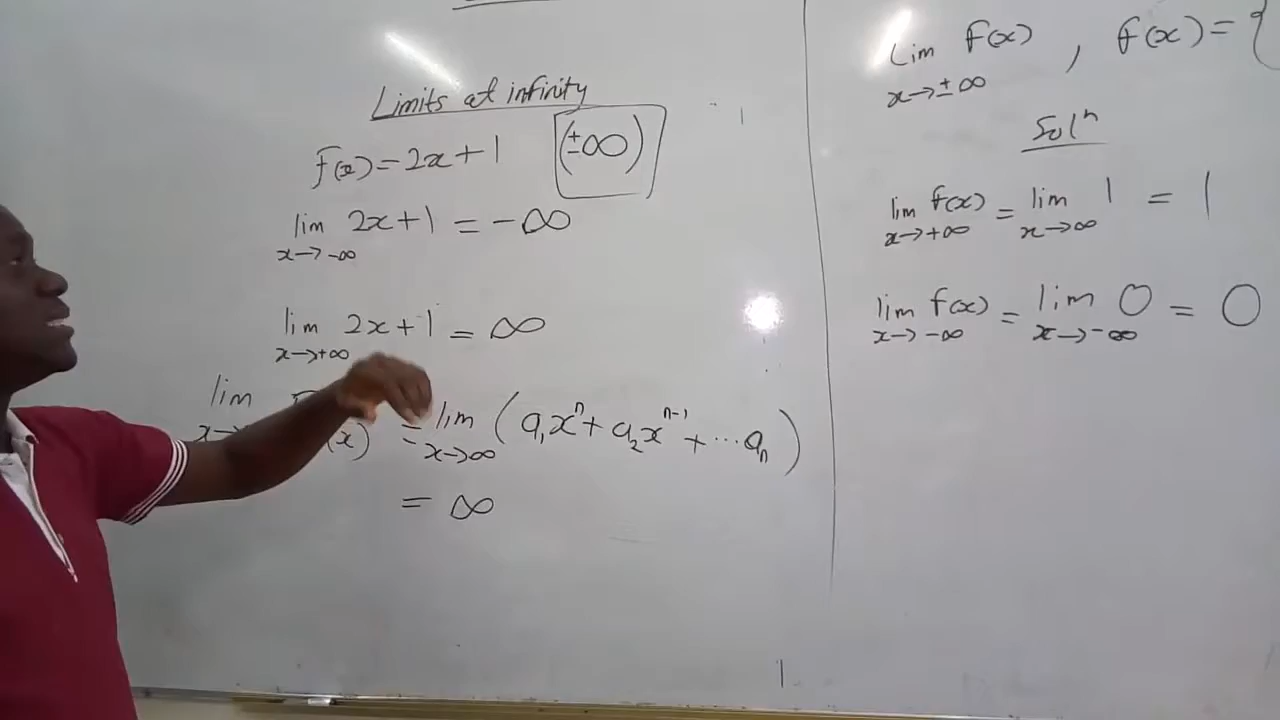 Limits at infinity
f(x) = 2x + 1 (±∞)
lim 2x + 1 = -∞
x→-∞
lim 2x + 1 = ∞
x→+∞
lim (x) = lim (a₁xⁿ + a₂xⁿ⁻¹ + ... aₙ)
x→∞
= ∞
Lim f(x) , f(x) = {
x→±∞
Solⁿ
lim f(x) = lim 1 = 1
x→+∞ x→∞
lim f(x) = lim 0 = 0
x→-∞ x→-∞